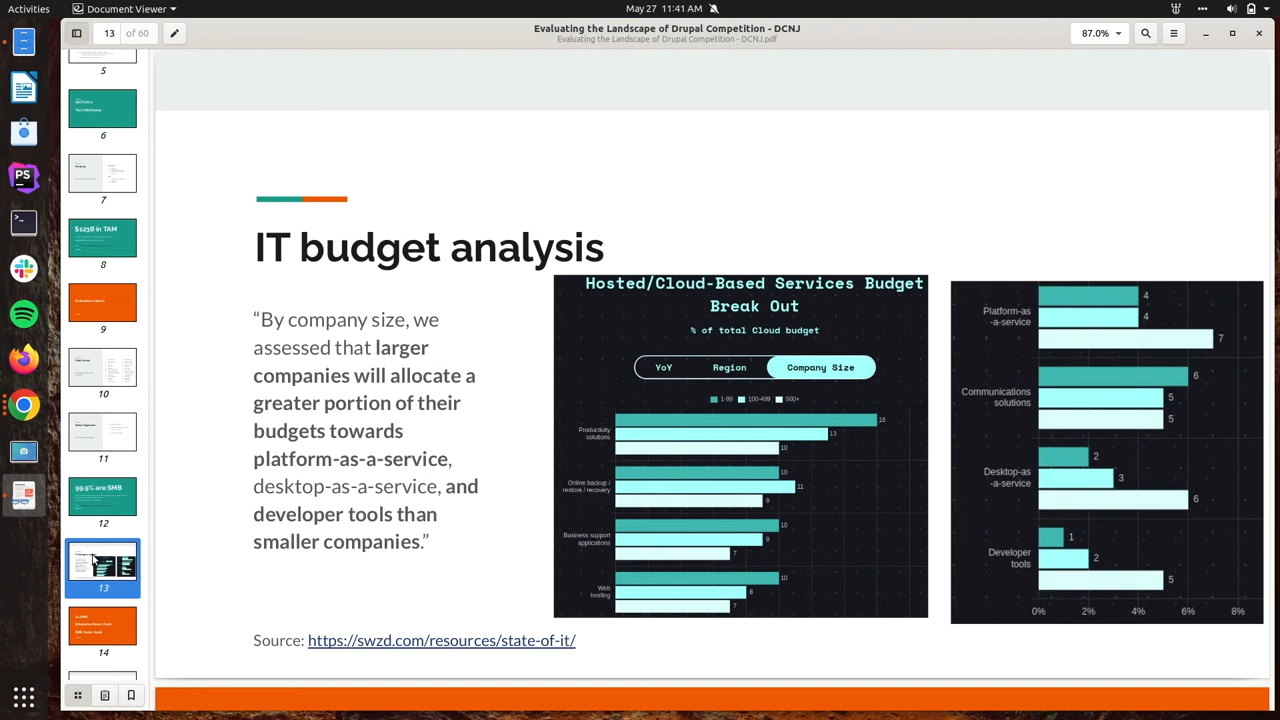 Activities
Document Viewer
May 27 11:41 AM
13 of 60
Evaluating the Landscape of Drupal Competition - DCNJ
Evaluating the Landscape of Drupal Competition - DCNJ.pdf
87.0%
PS
5
6
7
$123B in TAM
8
9
10
11
99.9% are SMB
12
13
14
IT budget analysis
“By company size, we
assessed that larger
companies will allocate a
greater portion of their
budgets towards
platform-as-a-service,
desktop-as-a-service, and
developer tools than
smaller companies.”
Source: https://swzd.com/resources/state-of-it/
Hosted/Cloud-Based Services Budget
Break Out
% of total Cloud budget
YoY Region Company Size
1-99 100-499 500+
Productivity
solutions
16
13
10
Online backup /
restore / recovery
10
11
9
Business support
applications
10
9
7
Web
hosting
10
8
7
Platform-as
-a-service
4
4
7
Communications
solutions
6
5
5
Desktop-as
-a-service
2
3
6
Developer
tools
1
2
5
0% 2% 4% 6% 8%